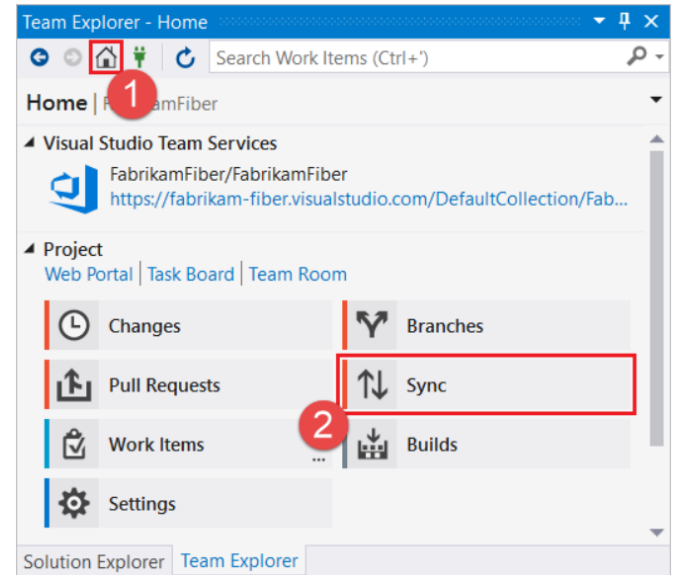 Team Explorer - Home
Search Work Items (Ctrl+')
1
Home | F    amFiber
Visual Studio Team Services
FabrikamFiber/FabrikamFiber
https://fabrikam-fiber.visualstudio.com/DefaultCollection/Fab...
Project
Web Portal | Task Board | Team Room
Changes
Branches
Pull Requests
Sync
2
Work Items
...
Builds
Settings
Solution Explorer
Team Explorer